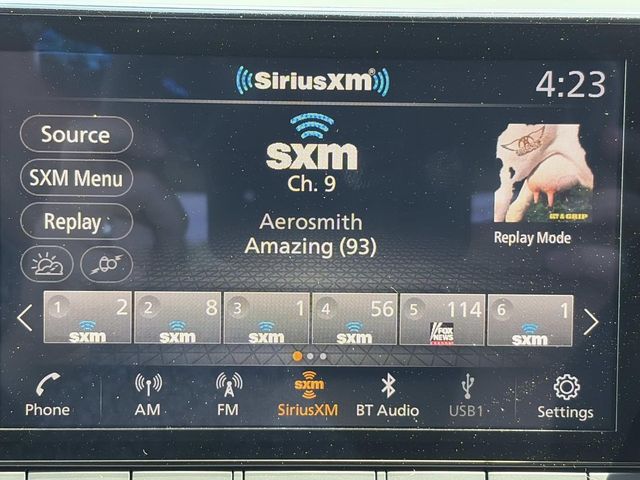 SiriusXM®
4:23
Source
SXM Menu
Replay
sxm
Ch. 9
Aerosmith
Amazing (93)
GET A GRIP
Replay Mode
1 2
sxm
2 8
sxm
3 1
sxm
4 56
sxm
5 114
FOX
NEWS
6 1
sxm
Phone
AM
FM
sxm
SiriusXM
BT Audio
USB1
Settings